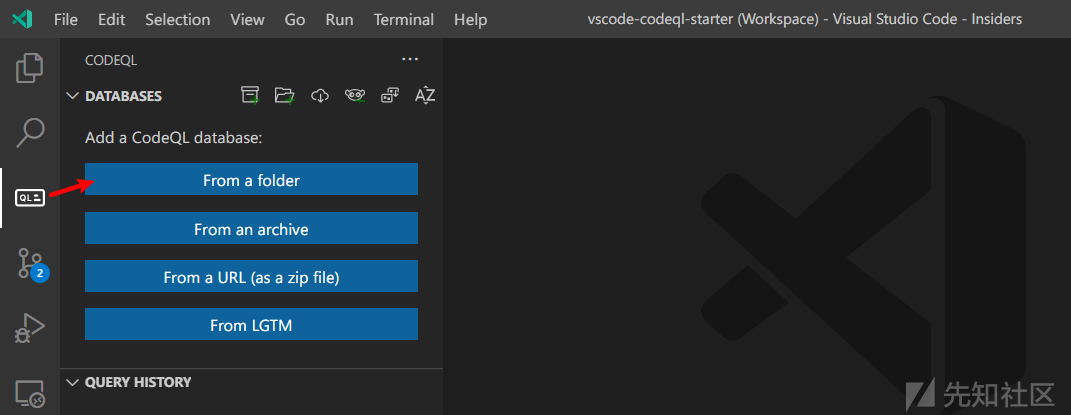 File Edit Selection View Go Run Terminal Help vscode-codeql-starter (Workspace) - Visual Studio Code - Insiders
CODEQL
DATABASES
Add a CodeQL database:
From a folder
QL
From an archive
From a URL (as a zip file)
2
From LGTM
QUERY HISTORY
先知社区